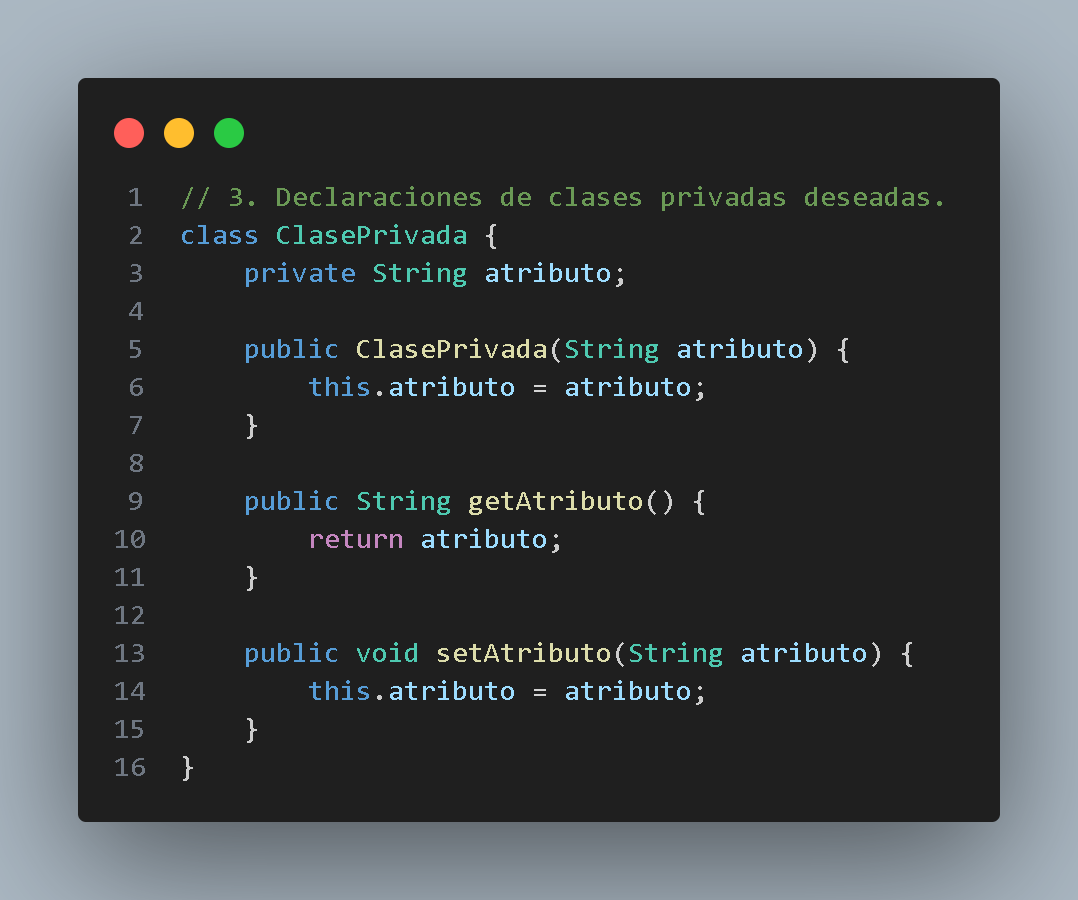 1 // 3. Declaraciones de clases privadas deseadas.
2 class ClasePrivada {
3     private String atributo;
4
5     public ClasePrivada(String atributo) {
6         this.atributo = atributo;
7     }
8
9     public String getAtributo() {
10         return atributo;
11     }
12
13     public void setAtributo(String atributo) {
14         this.atributo = atributo;
15     }
16 }